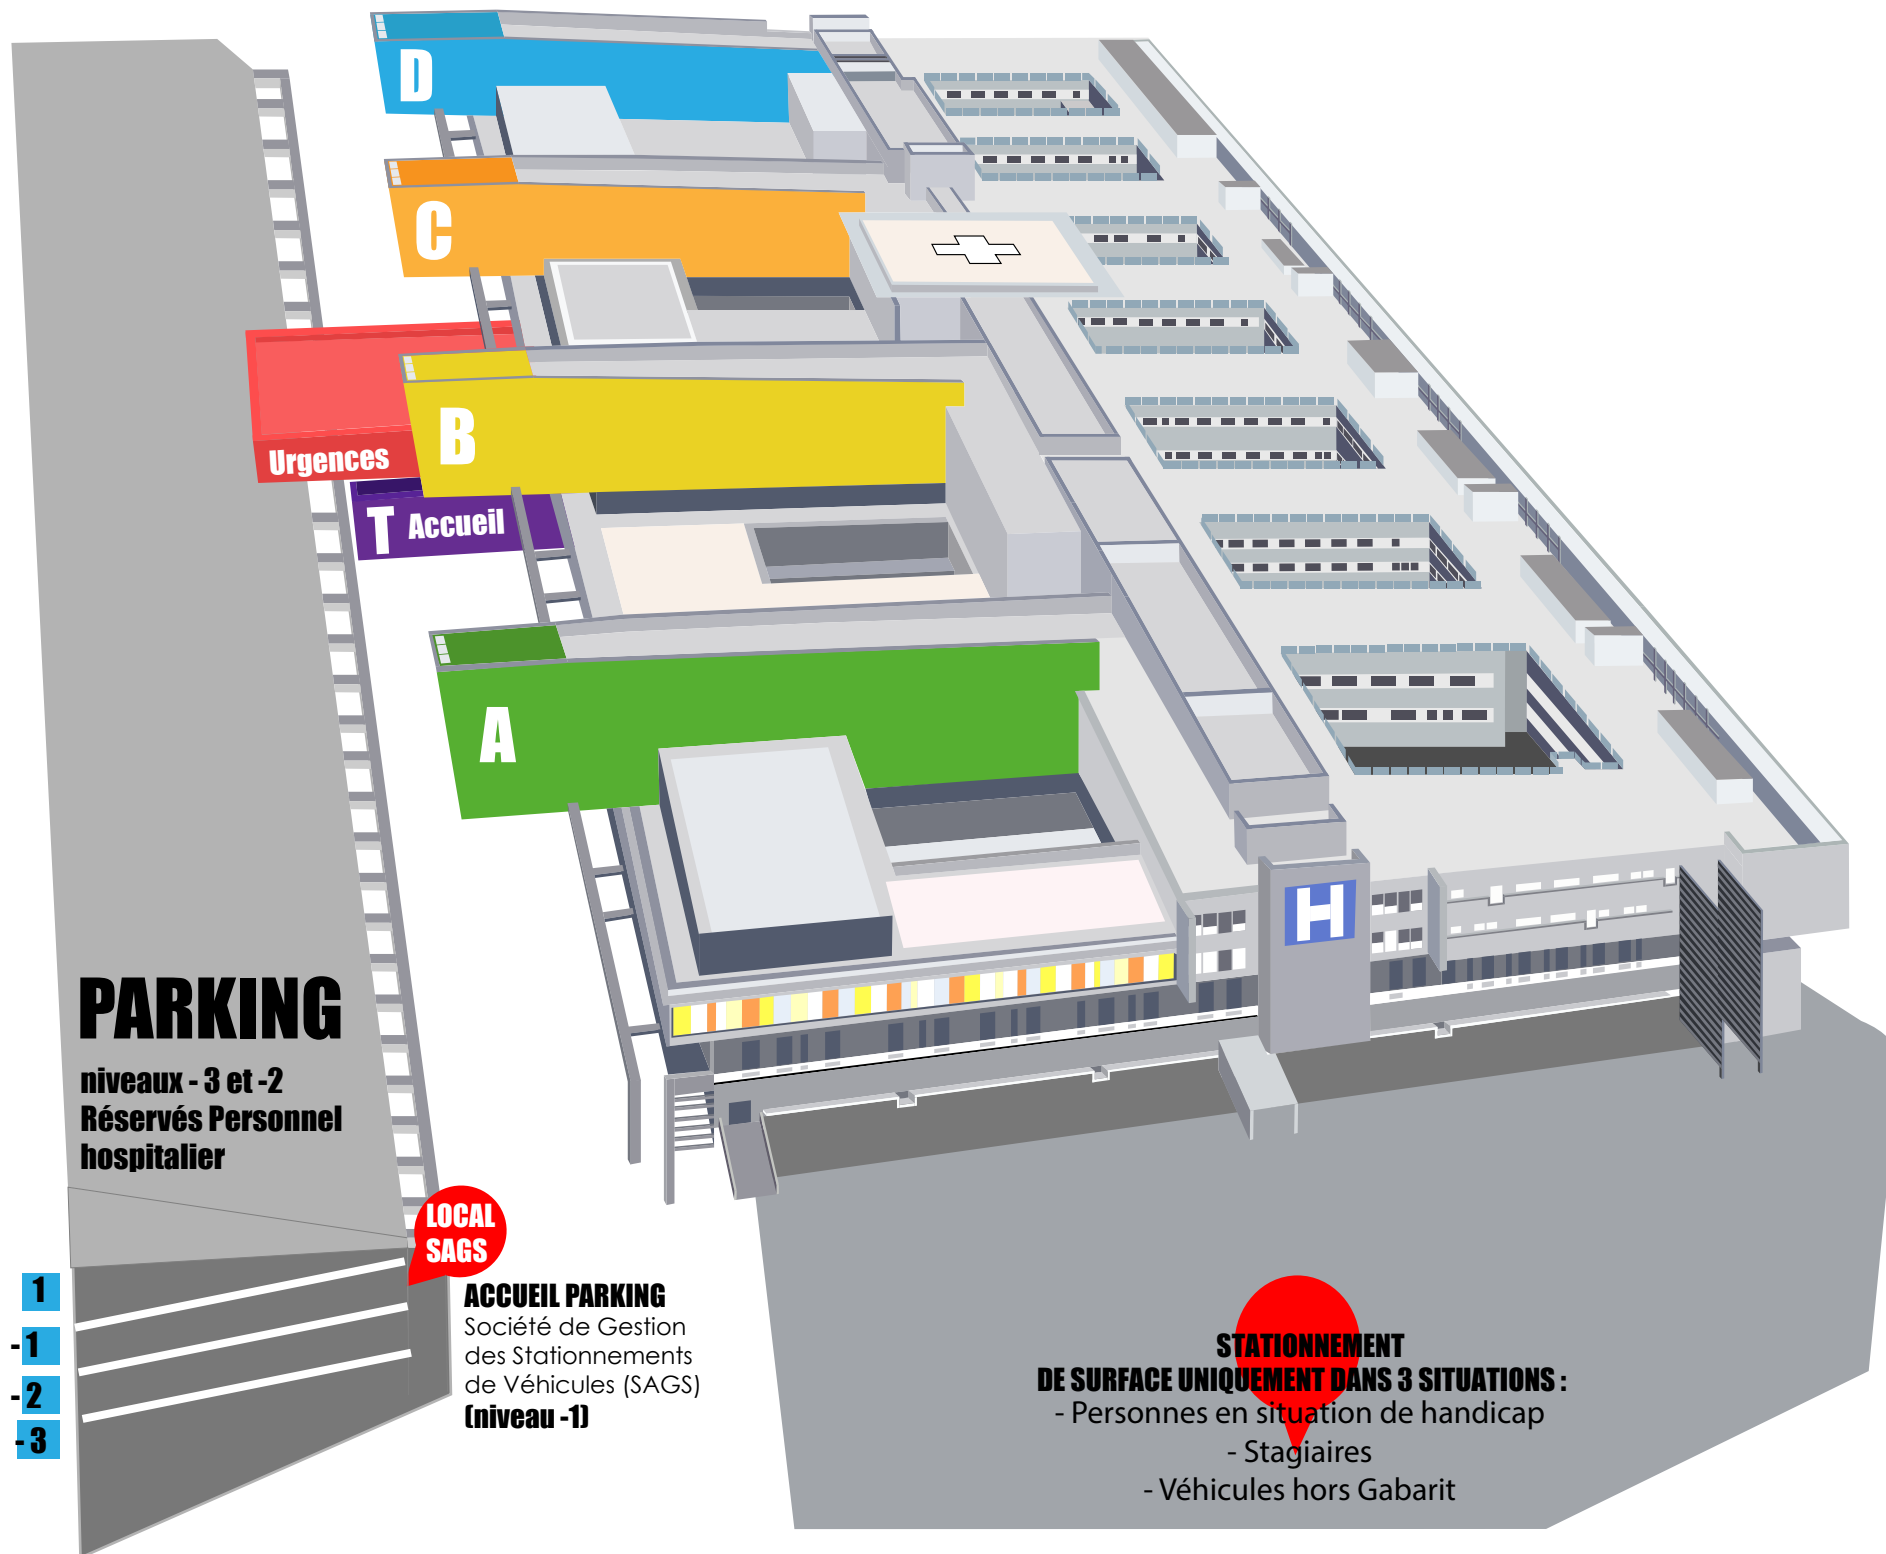 D
C
B
Urgences
T Accueil
A
H
PARKING
niveaux - 3 et -2
Réservés Personnel
hospitalier
LOCAL
SAGS
1
-1
-2
-3
ACCUEIL PARKING
Société de Gestion
des Stationnements
de Véhicules (SAGS)
(niveau -1)
STATIONNEMENT
DE SURFACE UNIQUEMENT DANS 3 SITUATIONS :
- Personnes en situation de handicap
- Stagiaires
- Véhicules hors Gabarit